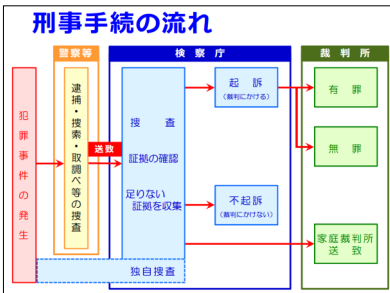 刑事手続の流れ
警察等
検察庁
裁判所
犯罪事件の発生
逮捕・捜索・取調べ等の捜査
送致
捜査
証拠の確認
足りない
証拠を収集
独自捜査
起訴
(裁判にかける)
不起訴
(裁判にかけない)
有罪
無罪
家庭裁判所
送致